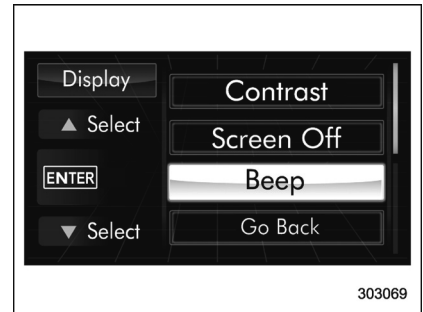 Display
▲ Select
ENTER
▼ Select
Contrast
Screen Off
Beep
Go Back
303069